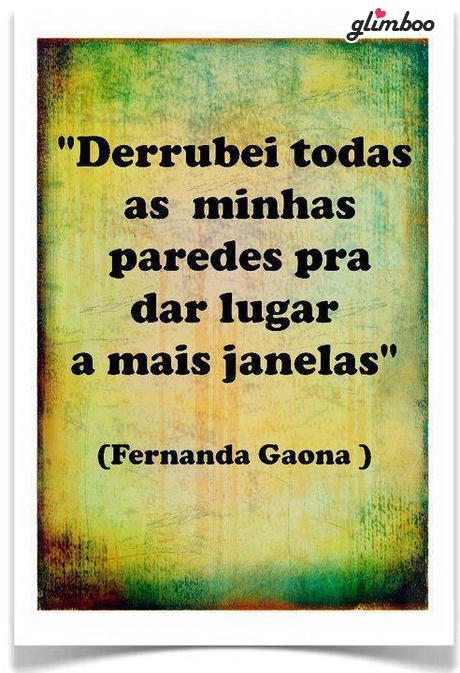 glimboo
"Derrubei todas
as minhas
paredes pra
dar lugar
a mais janelas"
(Fernanda Gaona )